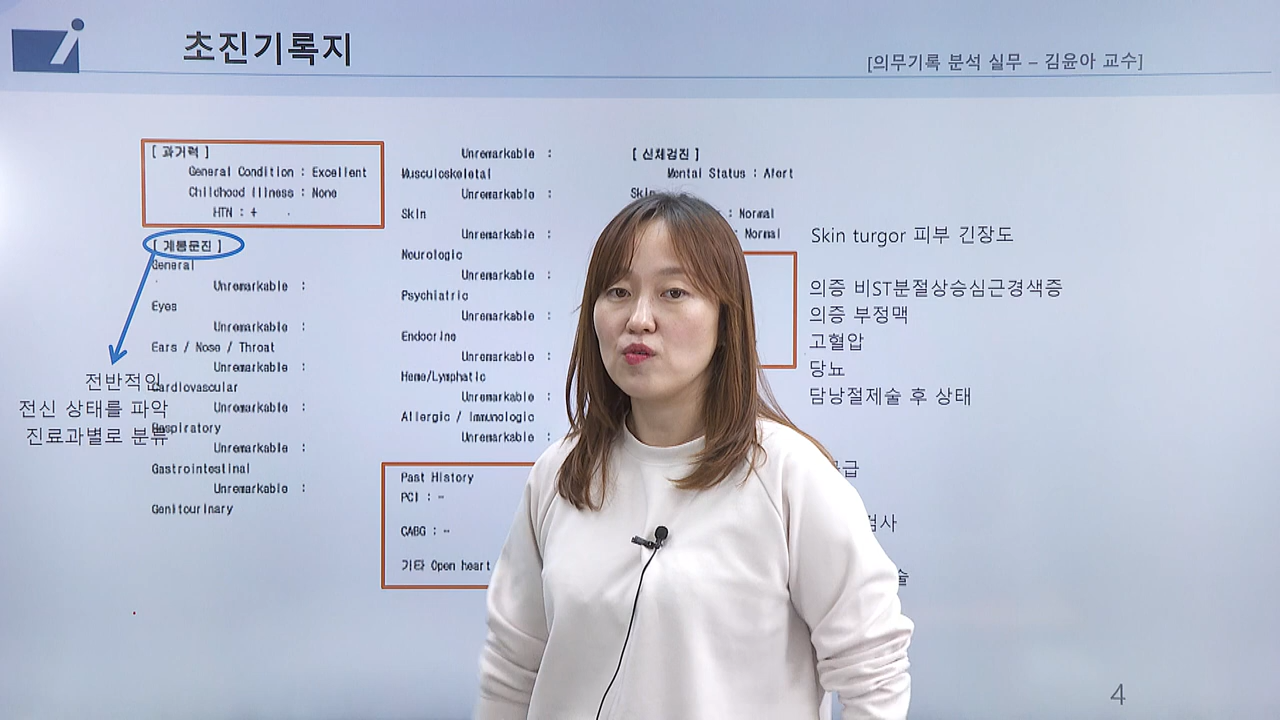 초진기록지
[의무기록 분석 실무 – 김윤아 교수]
[ 과거력 ]
General Condition : Excellent
Childhood Illness : None
HTN : +
[ 계통문진 ]
General
Unremarkable :
Eyes
Unremarkable :
Ears / Nose / Throat
Unremarkable :
Cardiovascular
Unremarkable :
Respiratory
Unremarkable :
Gastrointestinal
Unremarkable :
Genitourinary
전반적인
전신 상태를 파악
진료과별로 분류
Unremarkable :
Musculoskeletal
Unremarkable :
Skin
Unremarkable :
Neurologic
Unremarkable :
Psychiatric
Unremarkable :
Endocrine
Unremarkable :
Heme/Lymphatic
Unremarkable :
Allergic / Immunologic
Unremarkable :
Past History
PCI : -
CABG : -
기타 Open heart
[ 신체검진 ]
Mental Status : Alert
Skin
: Normal
: Normal
Skin turgor 피부 긴장도
의증 비ST분절상승심근경색증
의증 부정맥
고혈압
당뇨
담낭절제술 후 상태
4